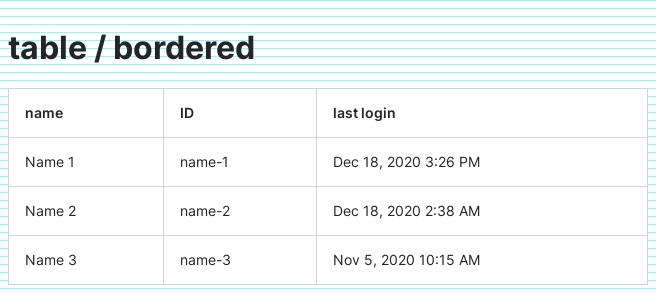 table / bordered
name ID last login
Name 1 name-1 Dec 18, 2020 3:26 PM
Name 2 name-2 Dec 18, 2020 2:38 AM
Name 3 name-3 Nov 5, 2020 10:15 AM